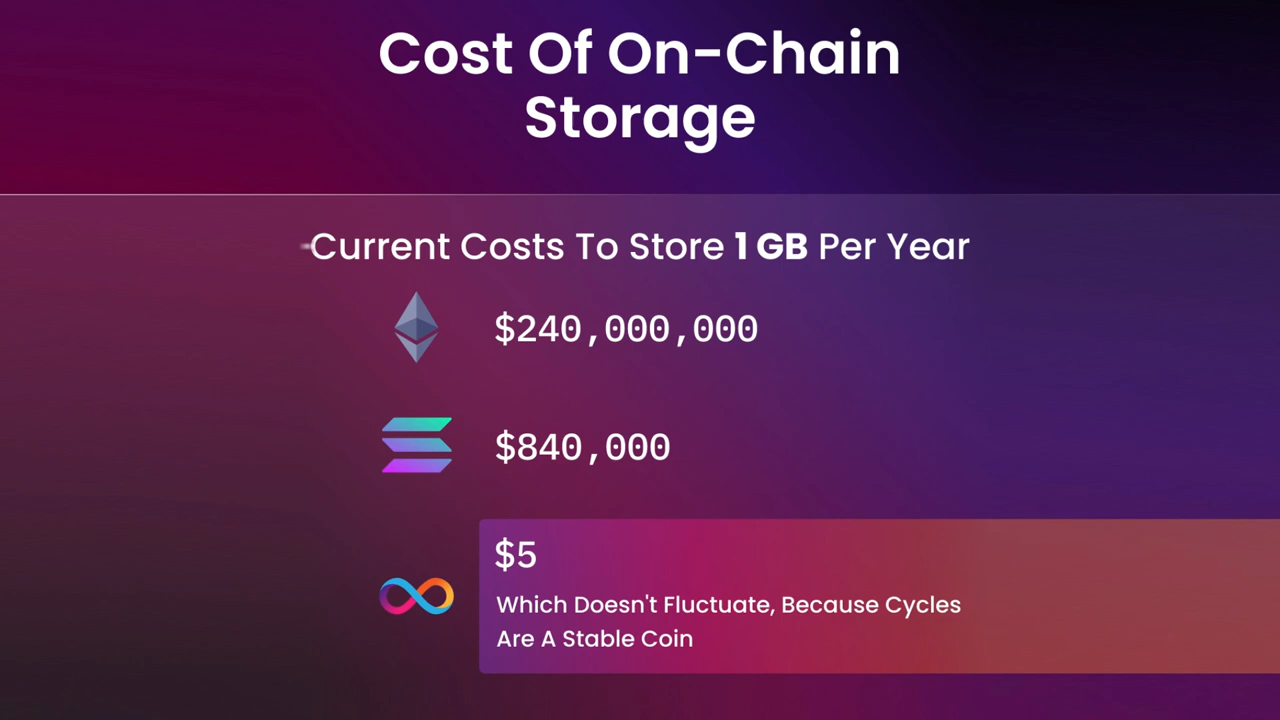 Cost Of On-Chain
Storage
Current Costs To Store 1 GB Per Year
$240,000,000
$840,000
$5
Which Doesn't Fluctuate, Because Cycles
Are A Stable Coin